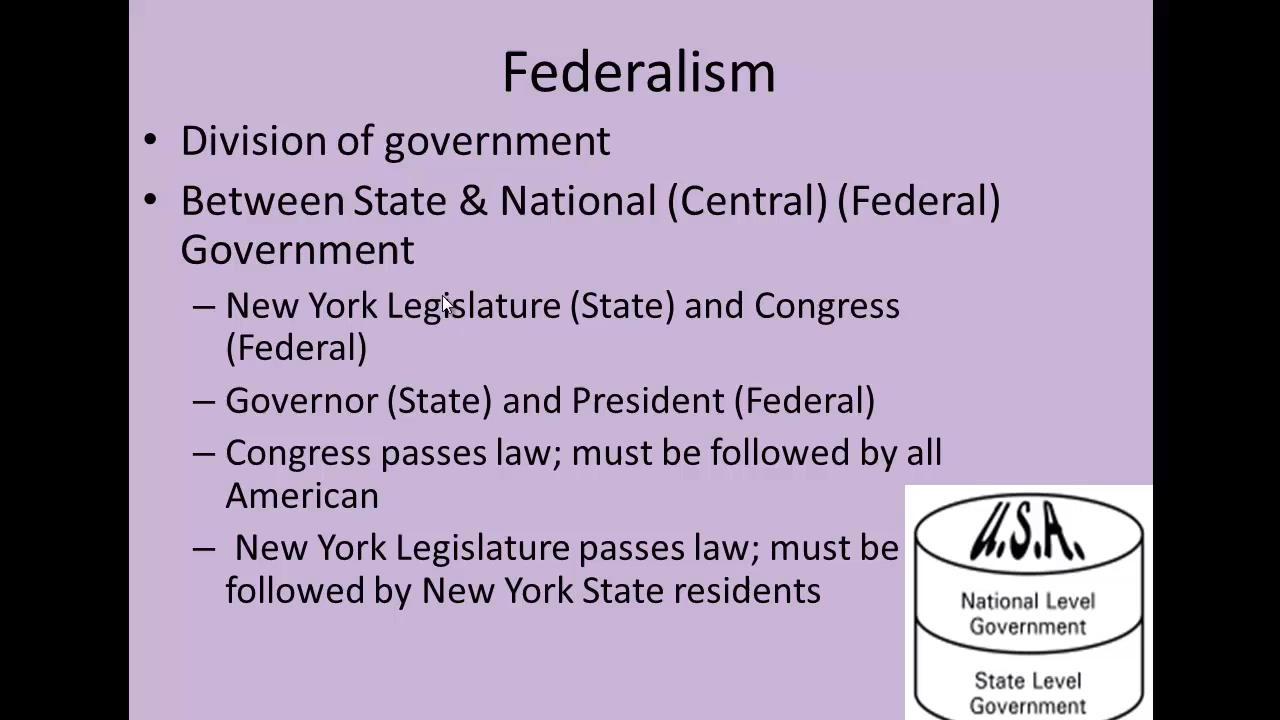 Federalism
• Division of government
• Between State & National (Central) (Federal)
Government
– New York Legislature (State) and Congress
(Federal)
– Governor (State) and President (Federal)
– Congress passes law; must be followed by all
American
– New York Legislature passes law; must be
followed by New York State residents
U.S.A.
National Level
Government
State Level
Government